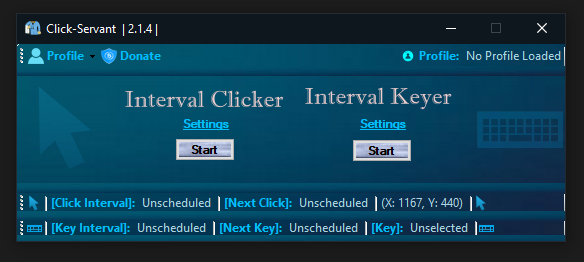 Click-Servant | 2.1.4 |
Profile Donate Profile: No Profile Loaded
Interval Clicker Interval Keyer
Settings Settings
Start Start
[Click Interval]: Unscheduled [Next Click]: Unscheduled (X: 1167, Y: 440)
[Key Interval]: Unscheduled [Next Key]: Unscheduled [Key]: Unselected